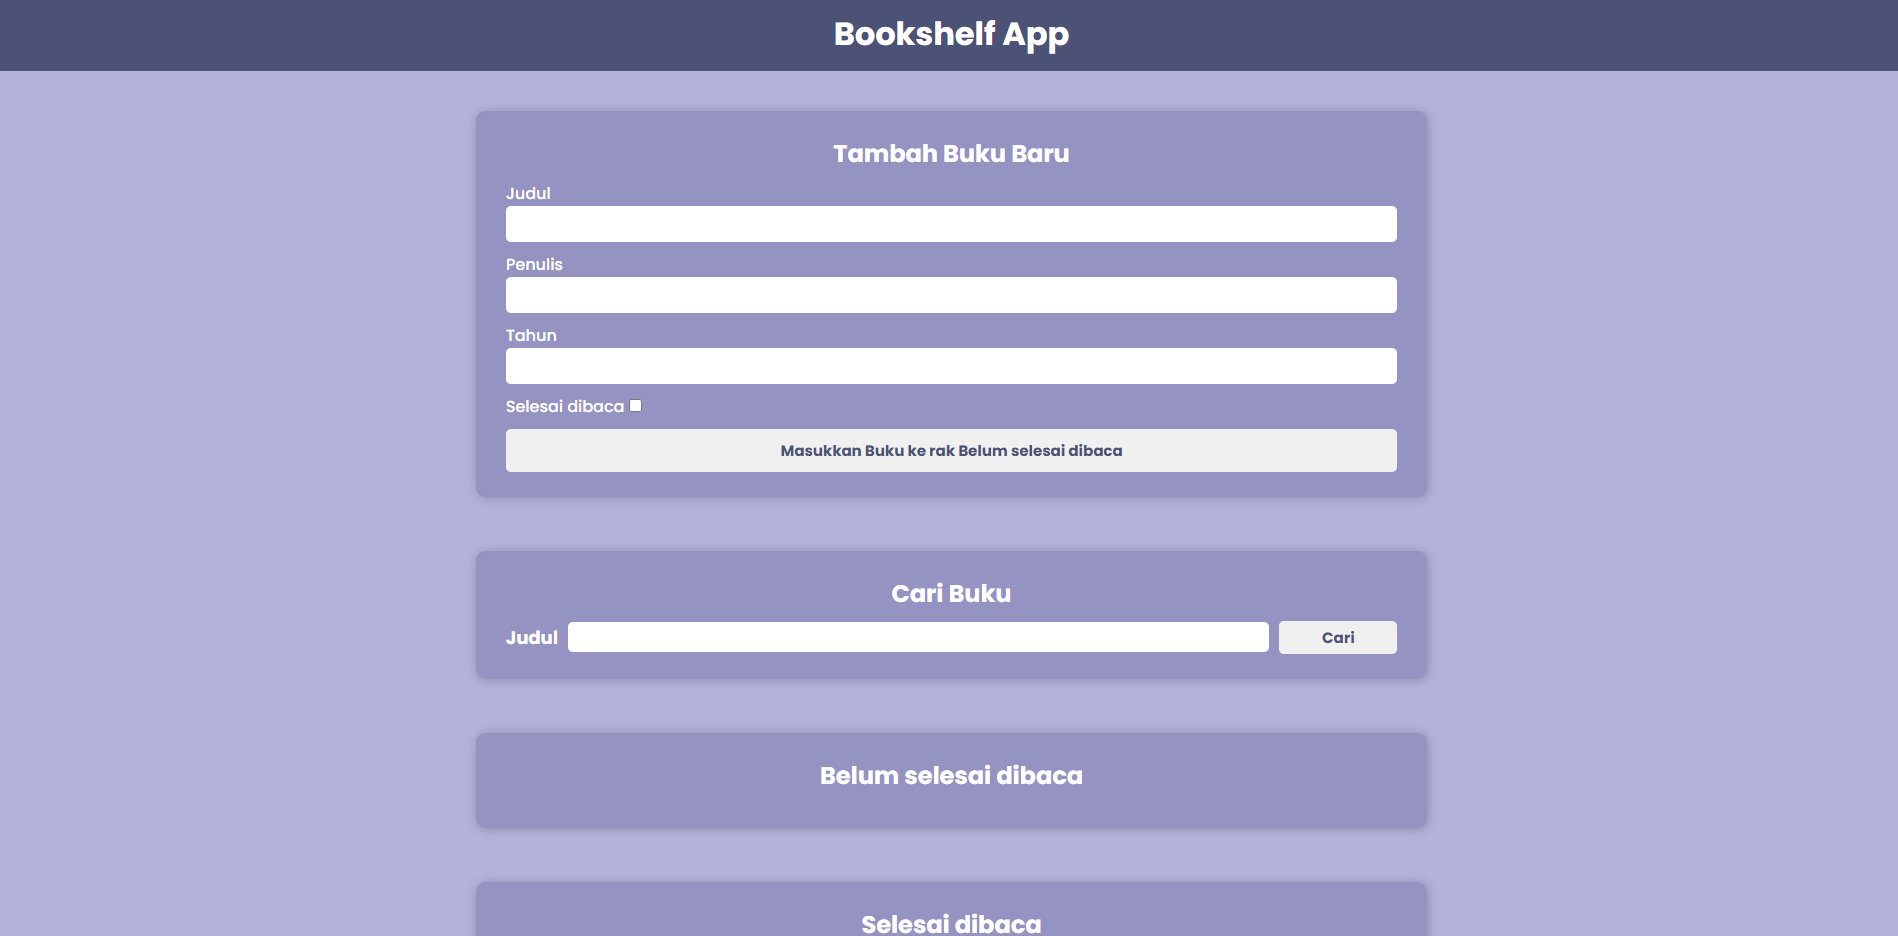 Bookshelf App
Tambah Buku Baru
Judul
Penulis
Tahun
Selesai dibaca
Masukkan Buku ke rak Belum selesai dibaca
Cari Buku
Judul
Cari
Belum selesai dibaca
Selesai dibaca